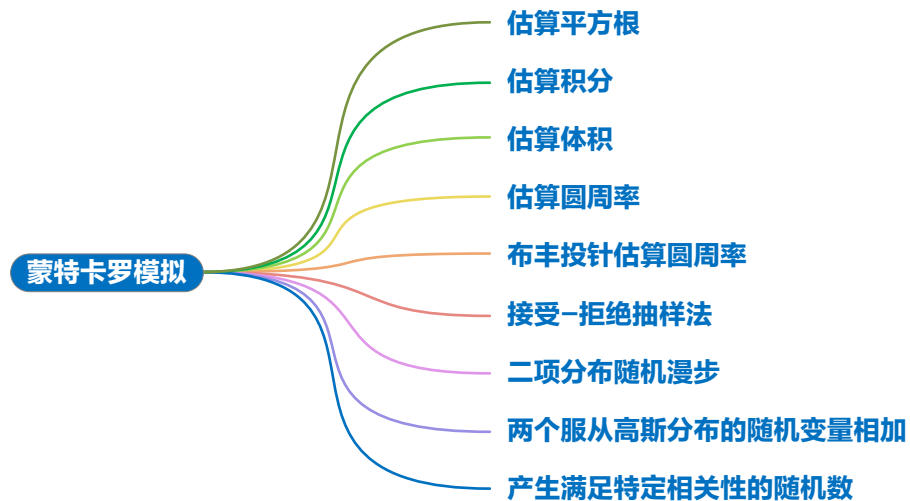 估算平方根
估算积分
估算体积
估算圆周率
蒙特卡罗模拟
布丰投针估算圆周率
接受–拒绝抽样法
二项分布随机漫步
两个服从高斯分布的随机变量相加
产生满足特定相关性的随机数